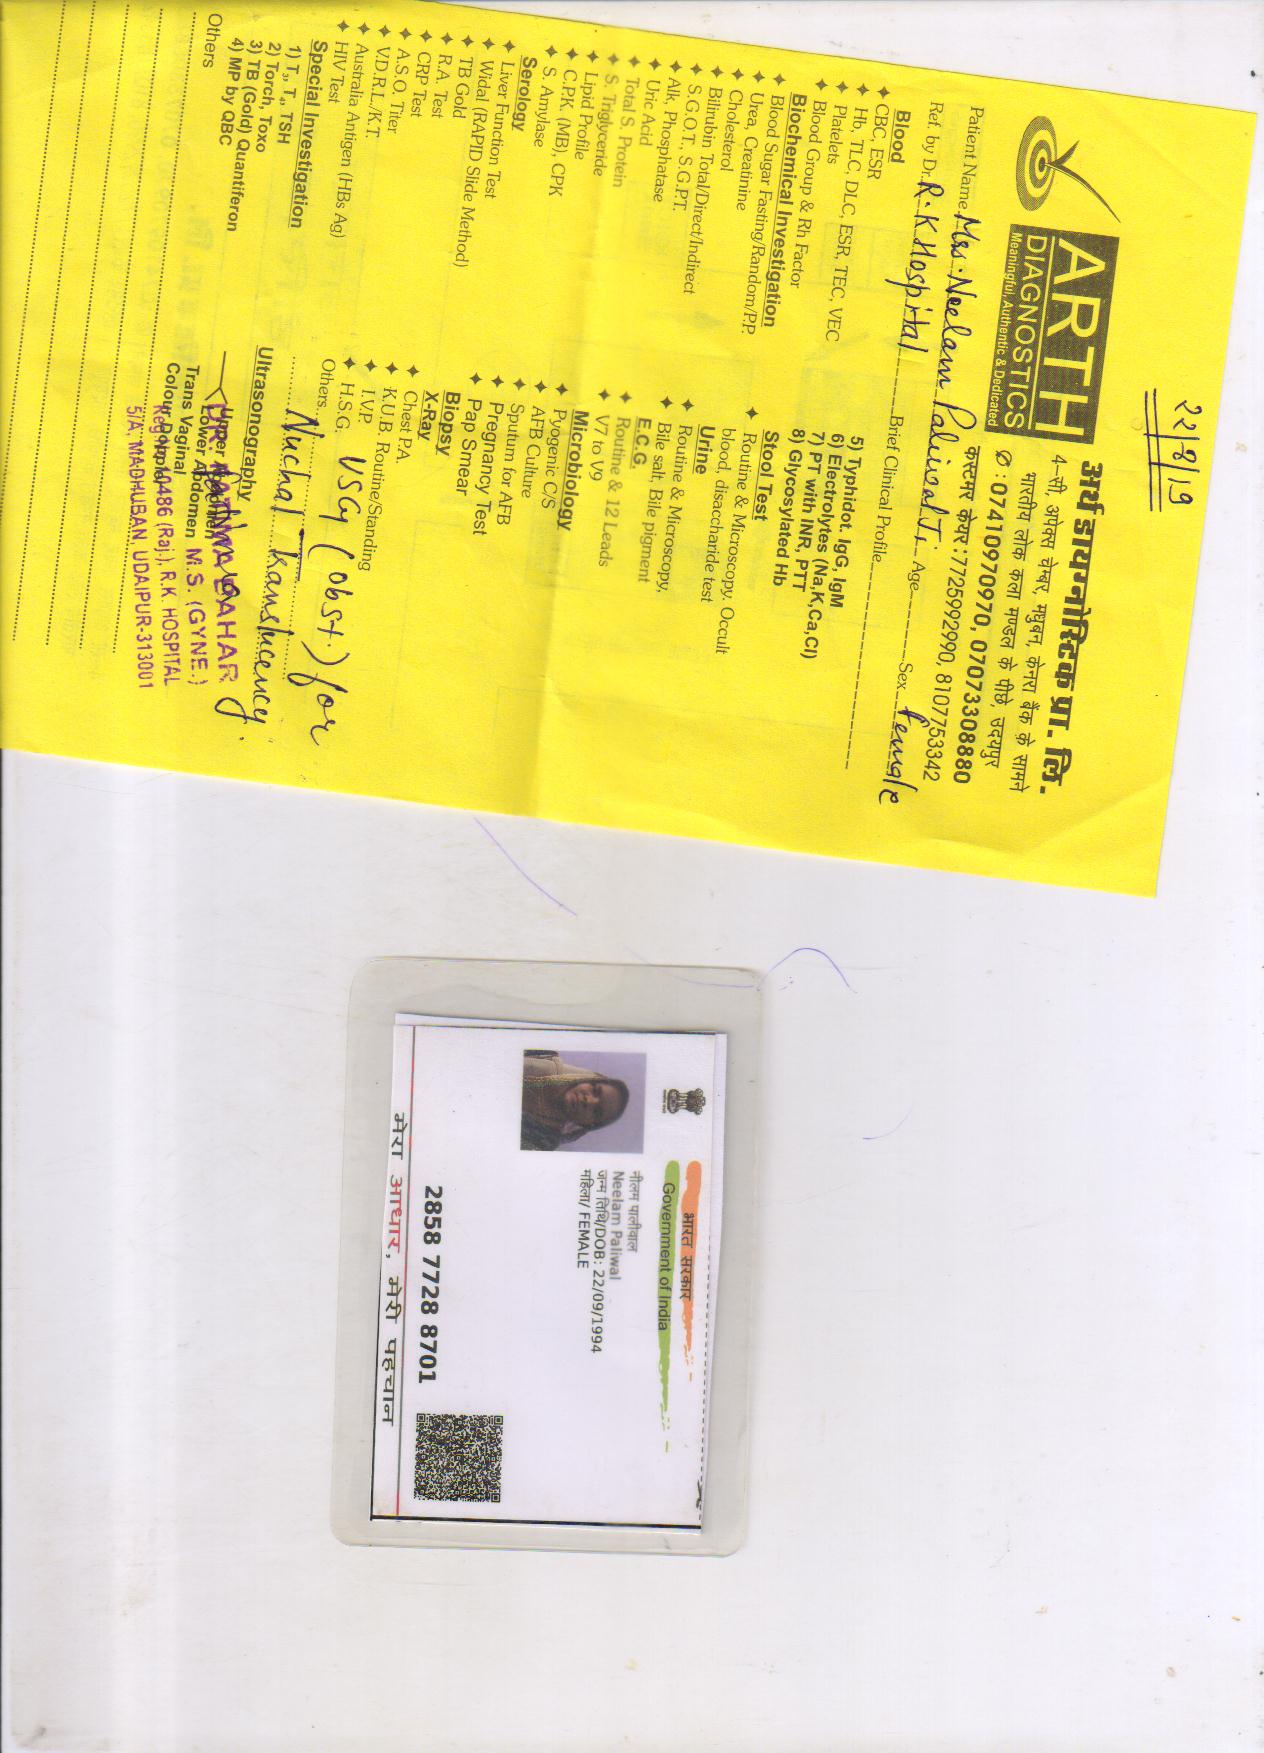 २२/8/19
ARTH
DIAGNOSTICS
Meaningful, Authentic & Dedicated
अर्थ डायग्नोस्टिक प्रा. लि.
4-सी, अपेक्स चेम्बर, मधुबन, केनरा बैंक के सामने
भारतीय लोक कला मण्डल के पीछे, उदयपुर
Ø : 07410970970, 07073308880
कस्टमर केयर : 7725992990, 8107753342
Patient Name Mrs. Neelam Paliwal Ji Age Sex female
Ref. by Dr. R.K Hospital Brief Clinical Profile
Blood
CBC, ESR
Hb, TLC, DLC, ESR, TEC, VEC
Platelets
Blood Group & Rh Factor
Biochemical Investigation
Blood Sugar Fasting/Random/P.P.
Urea, Creatinine
Cholesterol
Bilirubin Total/Direct/Indirect
S.G.O.T., S.G.P.T.
Alk, Phosphatase
Uric Acid
Total S. Protein
S. Triglyceride
Lipid Profile
C.P.K. (MB), CPK
S. Amylase
Serology
Liver Function Test
Widal (RAPID Slide Method)
TB Gold
R.A. Test
CRP Test
A.S.O. Titer
V.D.R.L./K.T.
Australia Antigen (HBs Ag)
HIV Test
Special Investigation
1) T₃, T₄, TSH
2) Torch, Toxo
3) TB (Gold) Quantiferon
4) MP by QBC
Others
5) Typhidot, IgG, IgM
6) Electrolytes (Na,K,Ca,Cl)
7) PT with INR, PTT
8) Glycosylated Hb
Stool Test
Routine & Microscopy, Occult
blood, disaccharide test
Urine
Routine & Microscopy,
Bile salt, Bile pigment
E.C.G.
Routine & 12 Leads
V7 to V9
Microbiology
Pyogenic C/S
AFB Culture
Sputum for AFB
Pregnancy Test
Pap Smear
Biopsy
X-Ray
Chest P.A.
K.U.B. Routine/Standing
I.V.P.
H.S.G.
Others
USG (obst.) for
Nuchal Translucency.
Ultrasonography
Upper Abdomen
Lower Abdomen
Trans Vaginal
Colour Doppler
M.S. (GYNE.)
Reg. No. 10486 (Raj.), R.K. HOSPITAL
5/A, MADHUBAN, UDAIPUR-313001
भारत सरकार
Government of India
नीलम पालीवाल
Neelam Paliwal
जन्म तिथि/DOB: 22/09/1994
महिला/ FEMALE
2858 7728 8701
मेरा आधार, मेरी पहचान